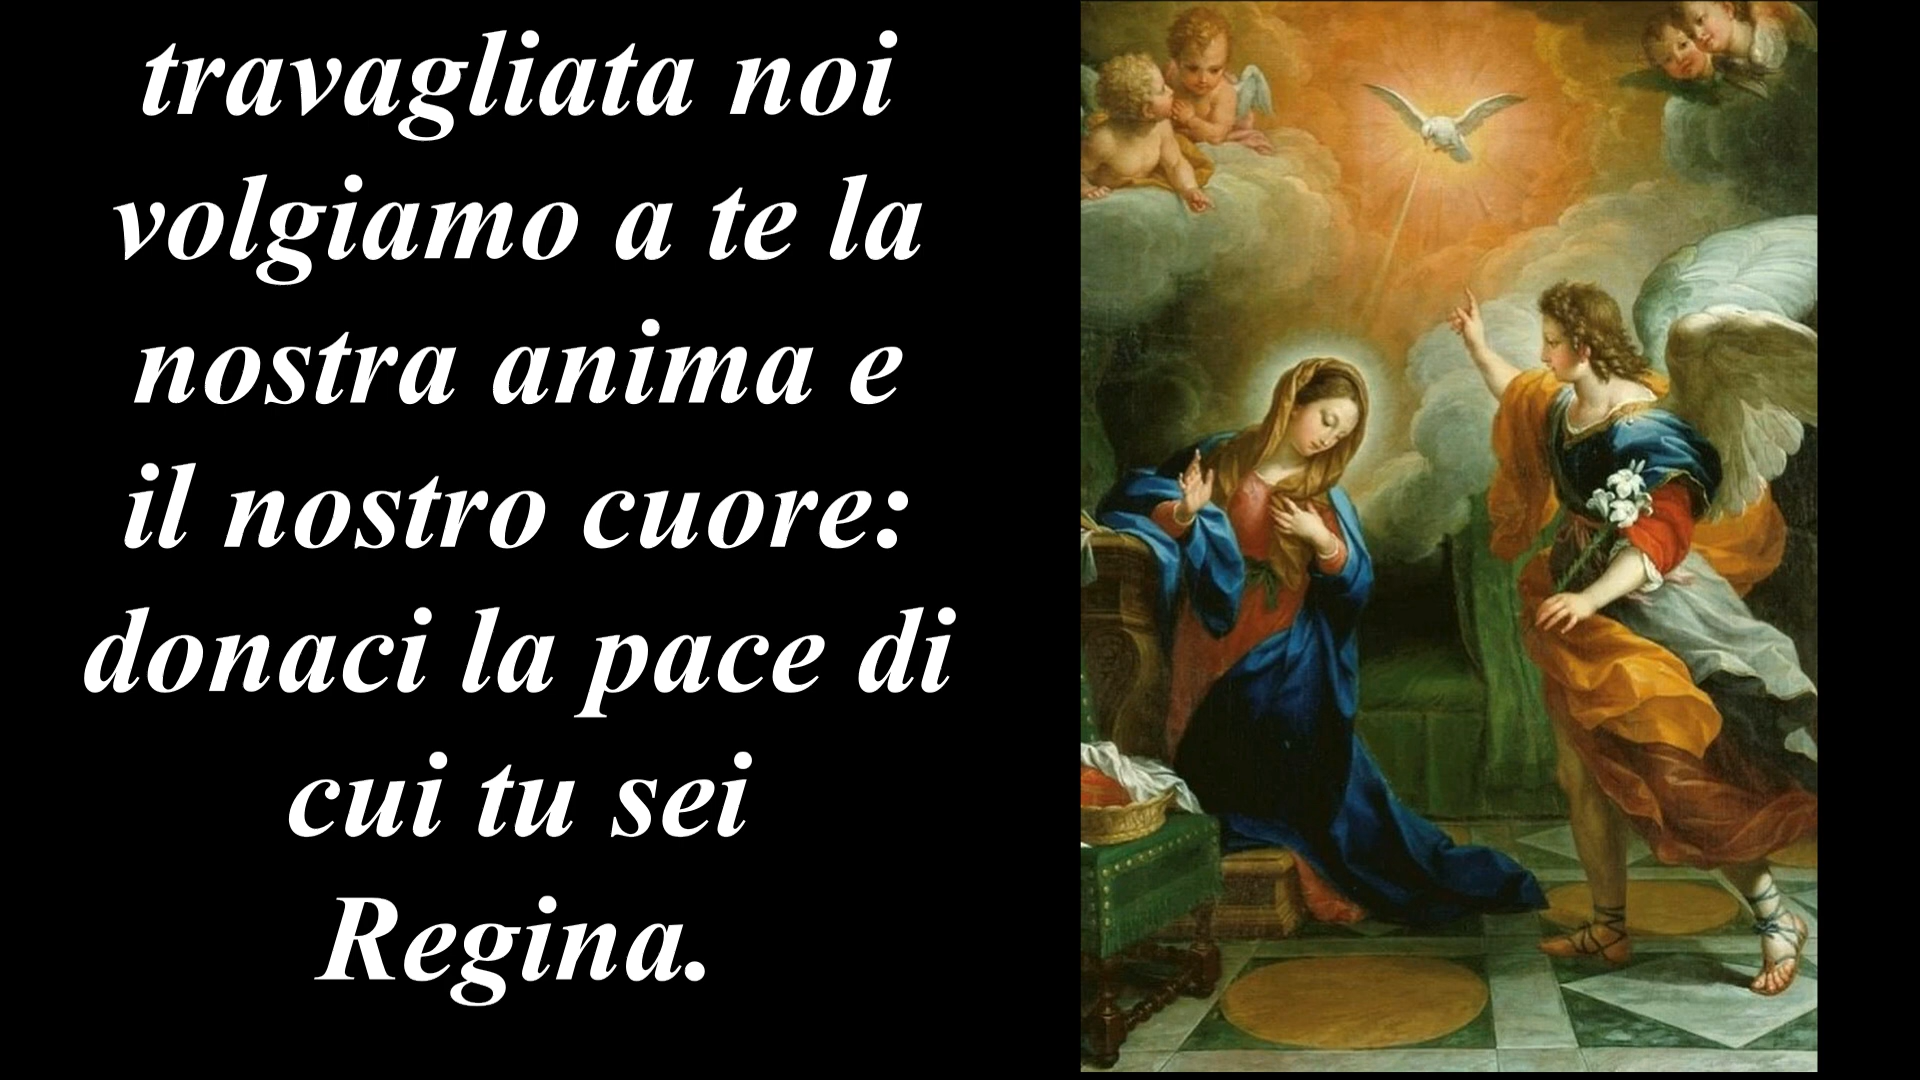 travagliata noi
volgiamo a te la
nostra anima e
il nostro cuore:
donaci la pace di
cui tu sei
Regina.